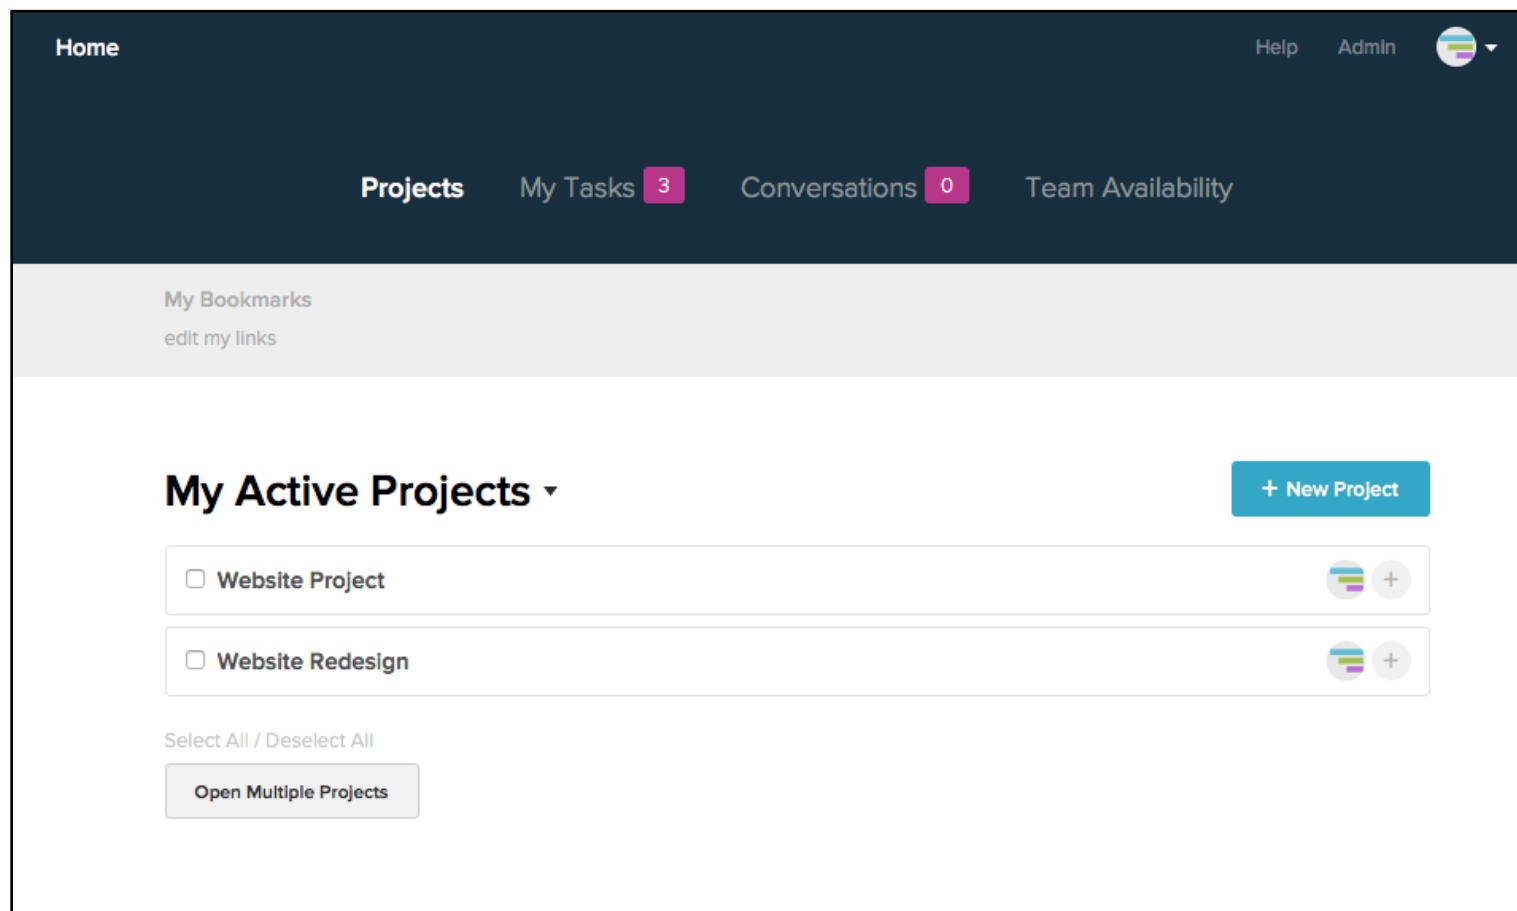 Home Help Admin
Projects My Tasks 3 Conversations 0 Team Availability
My Bookmarks
edit my links
My Active Projects
+ New Project
Website Project +
Website Redesign +
Select All / Deselect All
Open Multiple Projects